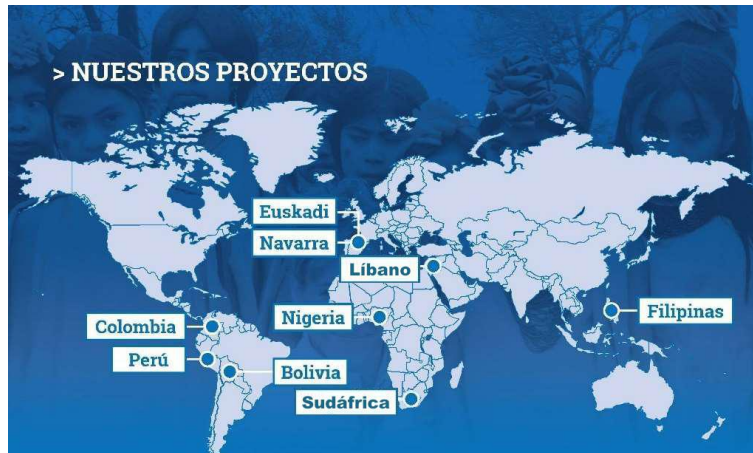 > NUESTROS PROYECTOS
Euskadi
Navarra
Líbano
Nigeria
Filipinas
Colombia
Perú
Bolivia
Sudáfrica